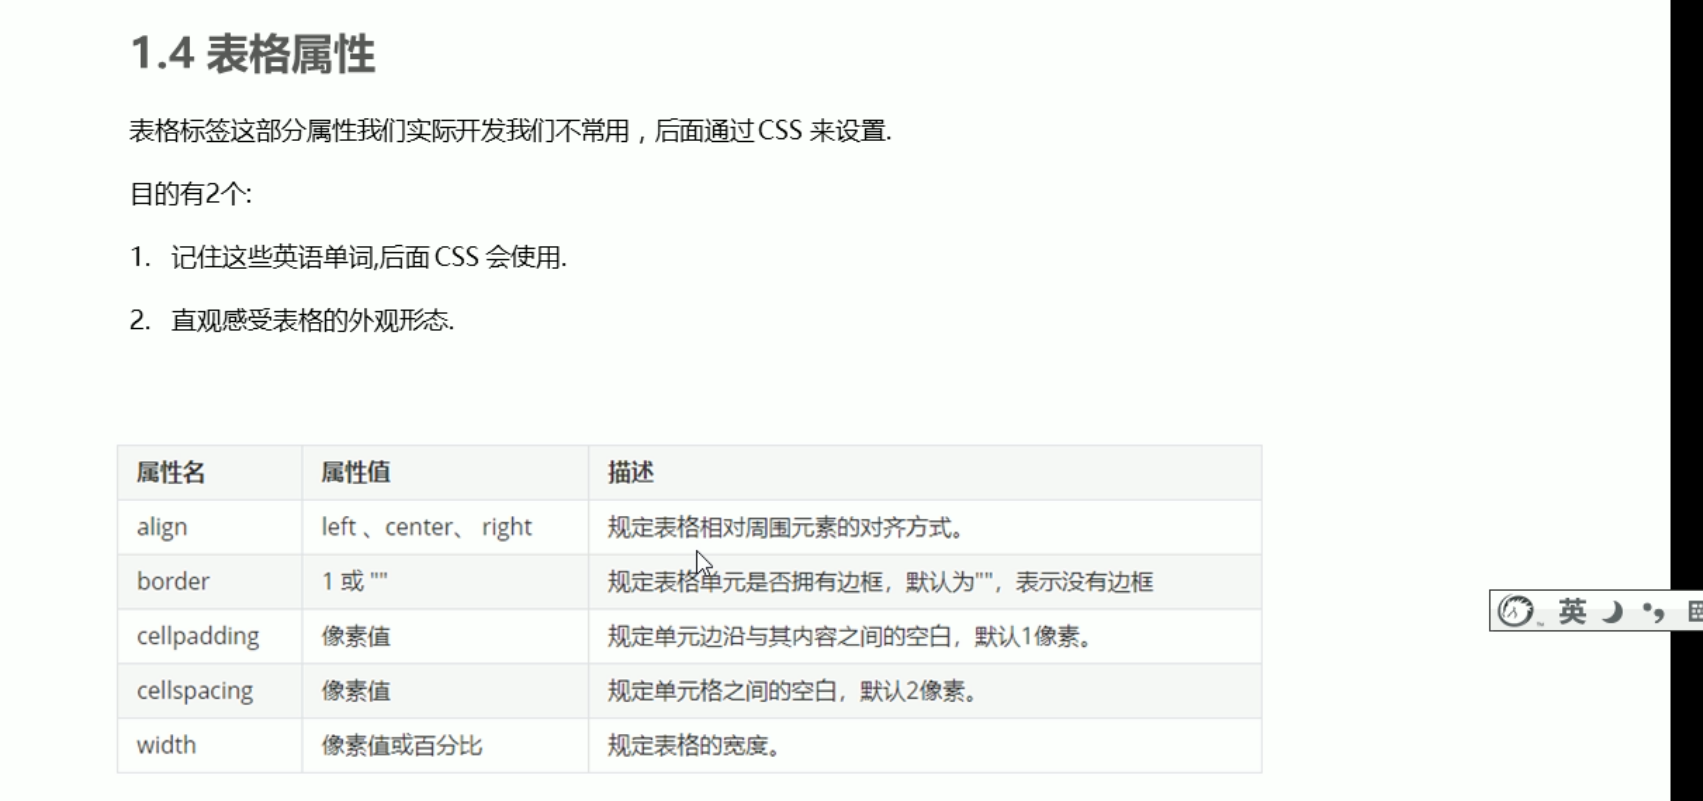 1.4 表格属性
表格标签这部分属性我们实际开发我们不常用，后面通过 CSS 来设置.
目的有2个:
1. 记住这些英语单词,后面 CSS 会使用.
2. 直观感受表格的外观形态.
属性名 属性值 描述
align left 、center、 right 规定表格相对周围元素的对齐方式。
border 1 或 "" 规定表格单元是否拥有边框，默认为""，表示没有边框
cellpadding 像素值 规定单元边沿与其内容之间的空白，默认1像素。
cellspacing 像素值 规定单元格之间的空白，默认2像素。
width 像素值或百分比 规定表格的宽度。
英